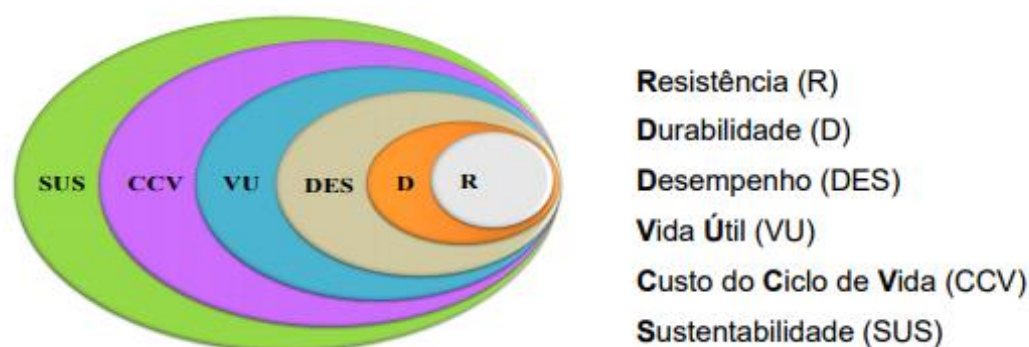 SUS CCV VU DES D R
Resistência (R)
Durabilidade (D)
Desempenho (DES)
Vida Útil (VU)
Custo do Ciclo de Vida (CCV)
Sustentabilidade (SUS)